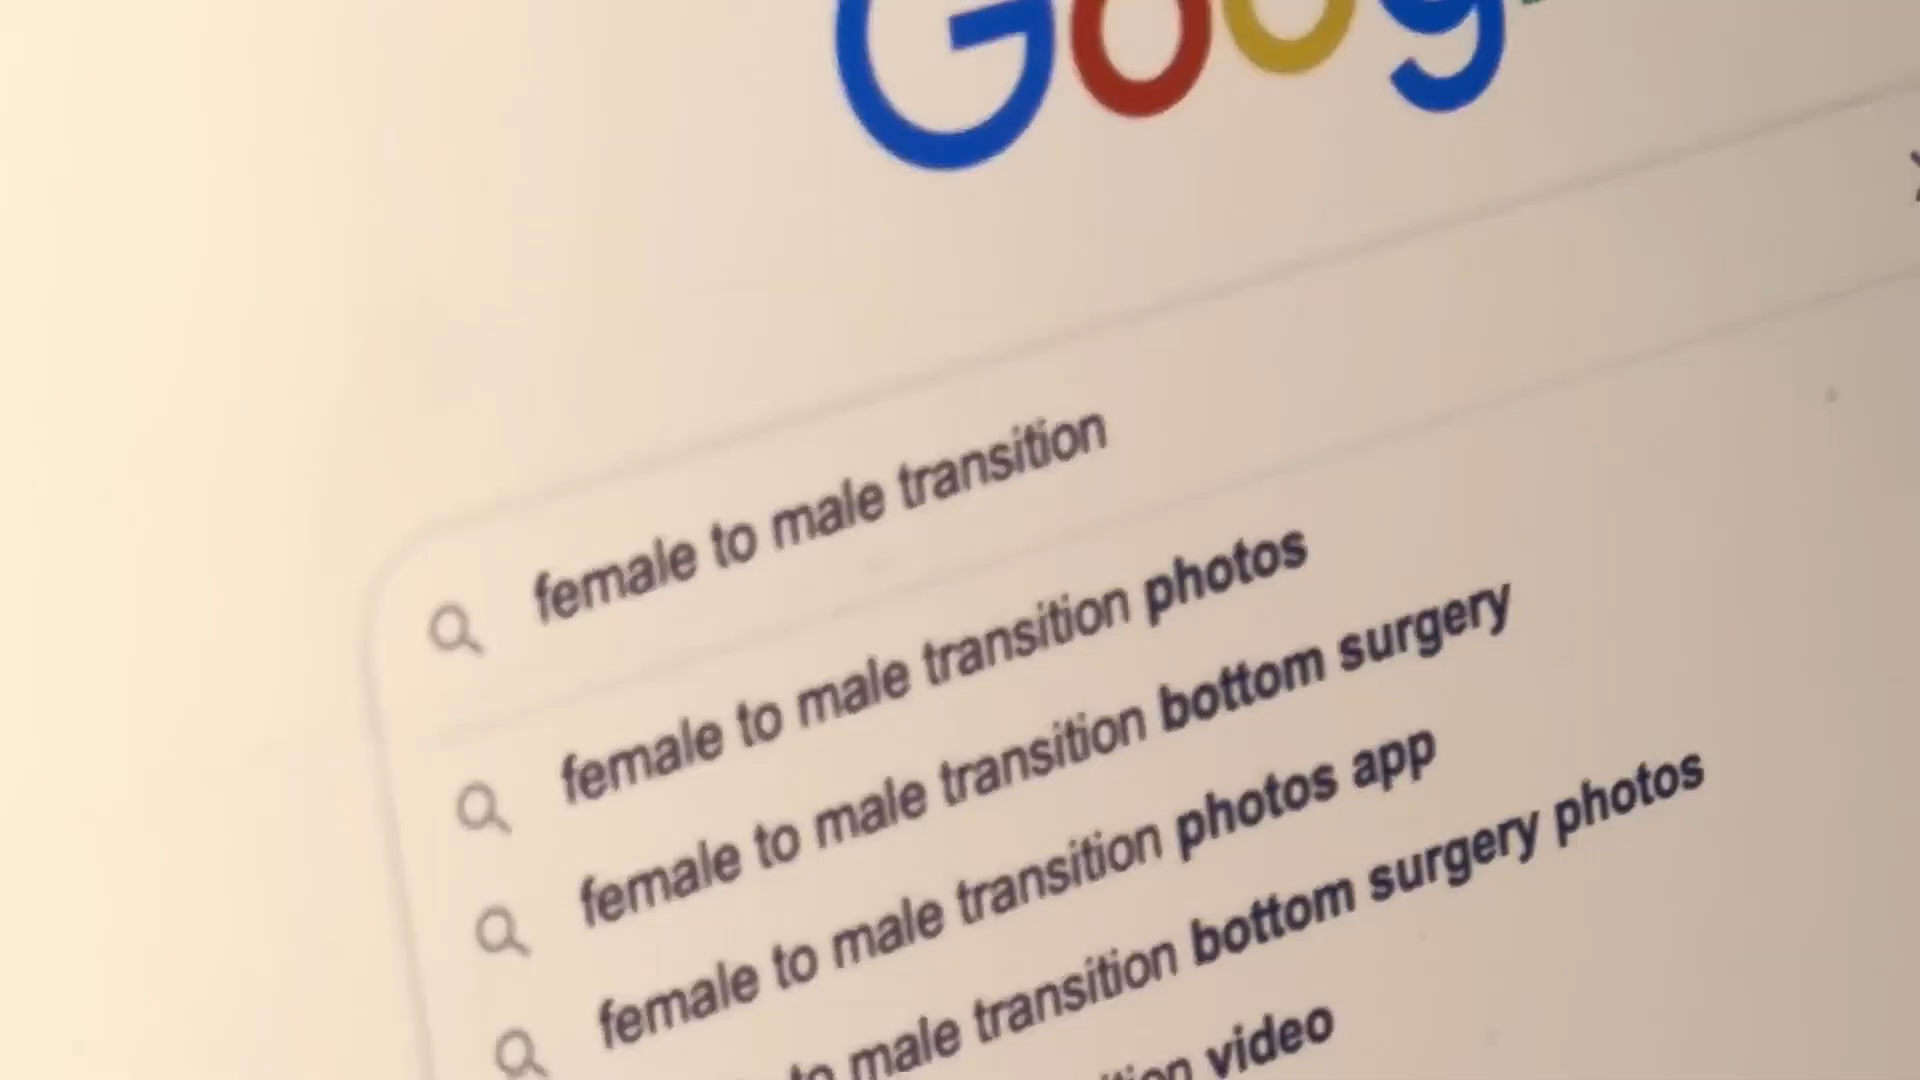 Goog
female to male transition
female to male transition photos
female to male transition bottom surgery
female to male transition photos app
to male transition bottom surgery photos
video